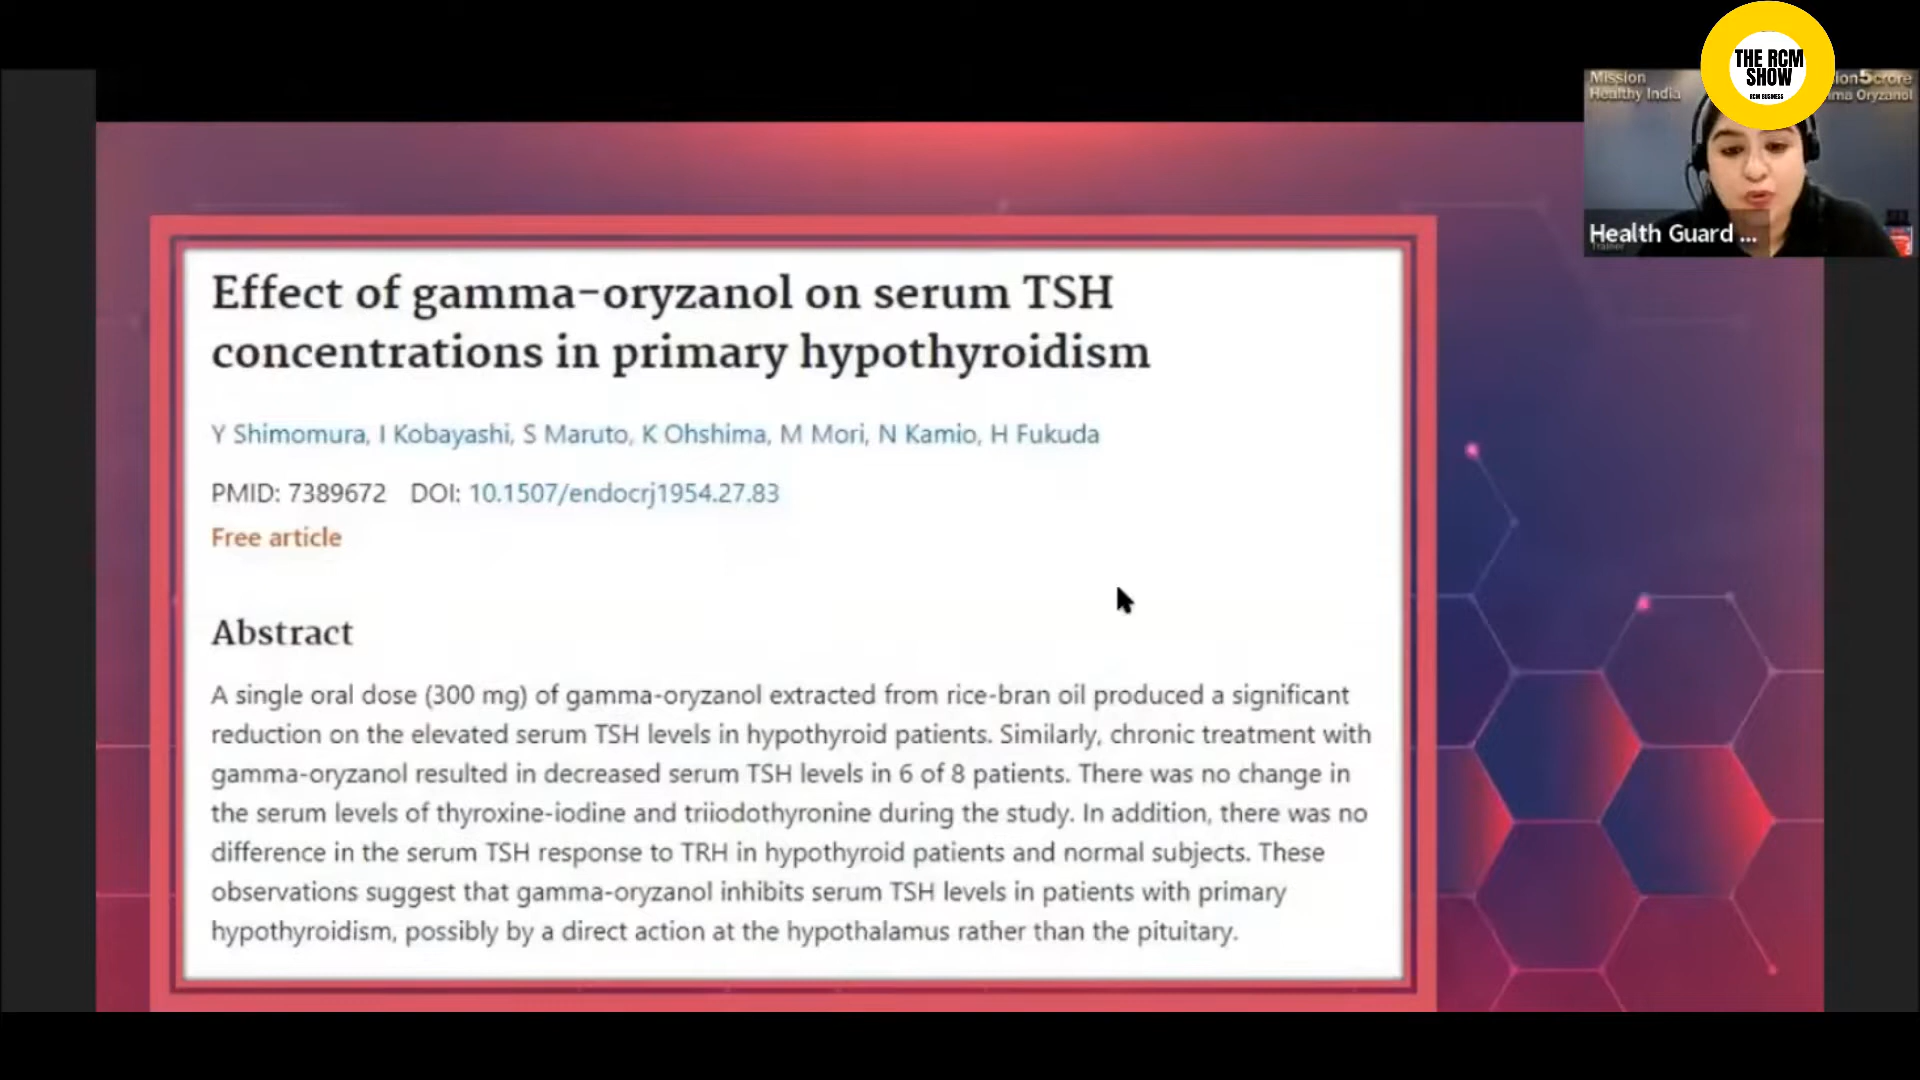 THE RCM
SHOW
RCM BUSINESS
Mission
Healthy India
Health Guard ...
Trainer
Effect of gamma-oryzanol on serum TSH
concentrations in primary hypothyroidism
Y Shimomura, I Kobayashi, S Maruto, K Ohshima, M Mori, N Kamio, H Fukuda
PMID: 7389672 DOI: 10.1507/endocrj1954.27.83
Free article
Abstract
A single oral dose (300 mg) of gamma-oryzanol extracted from rice-bran oil produced a significant
reduction on the elevated serum TSH levels in hypothyroid patients. Similarly, chronic treatment with
gamma-oryzanol resulted in decreased serum TSH levels in 6 of 8 patients. There was no change in
the serum levels of thyroxine-iodine and triiodothyronine during the study. In addition, there was no
difference in the serum TSH response to TRH in hypothyroid patients and normal subjects. These
observations suggest that gamma-oryzanol inhibits serum TSH levels in patients with primary
hypothyroidism, possibly by a direct action at the hypothalamus rather than the pituitary.